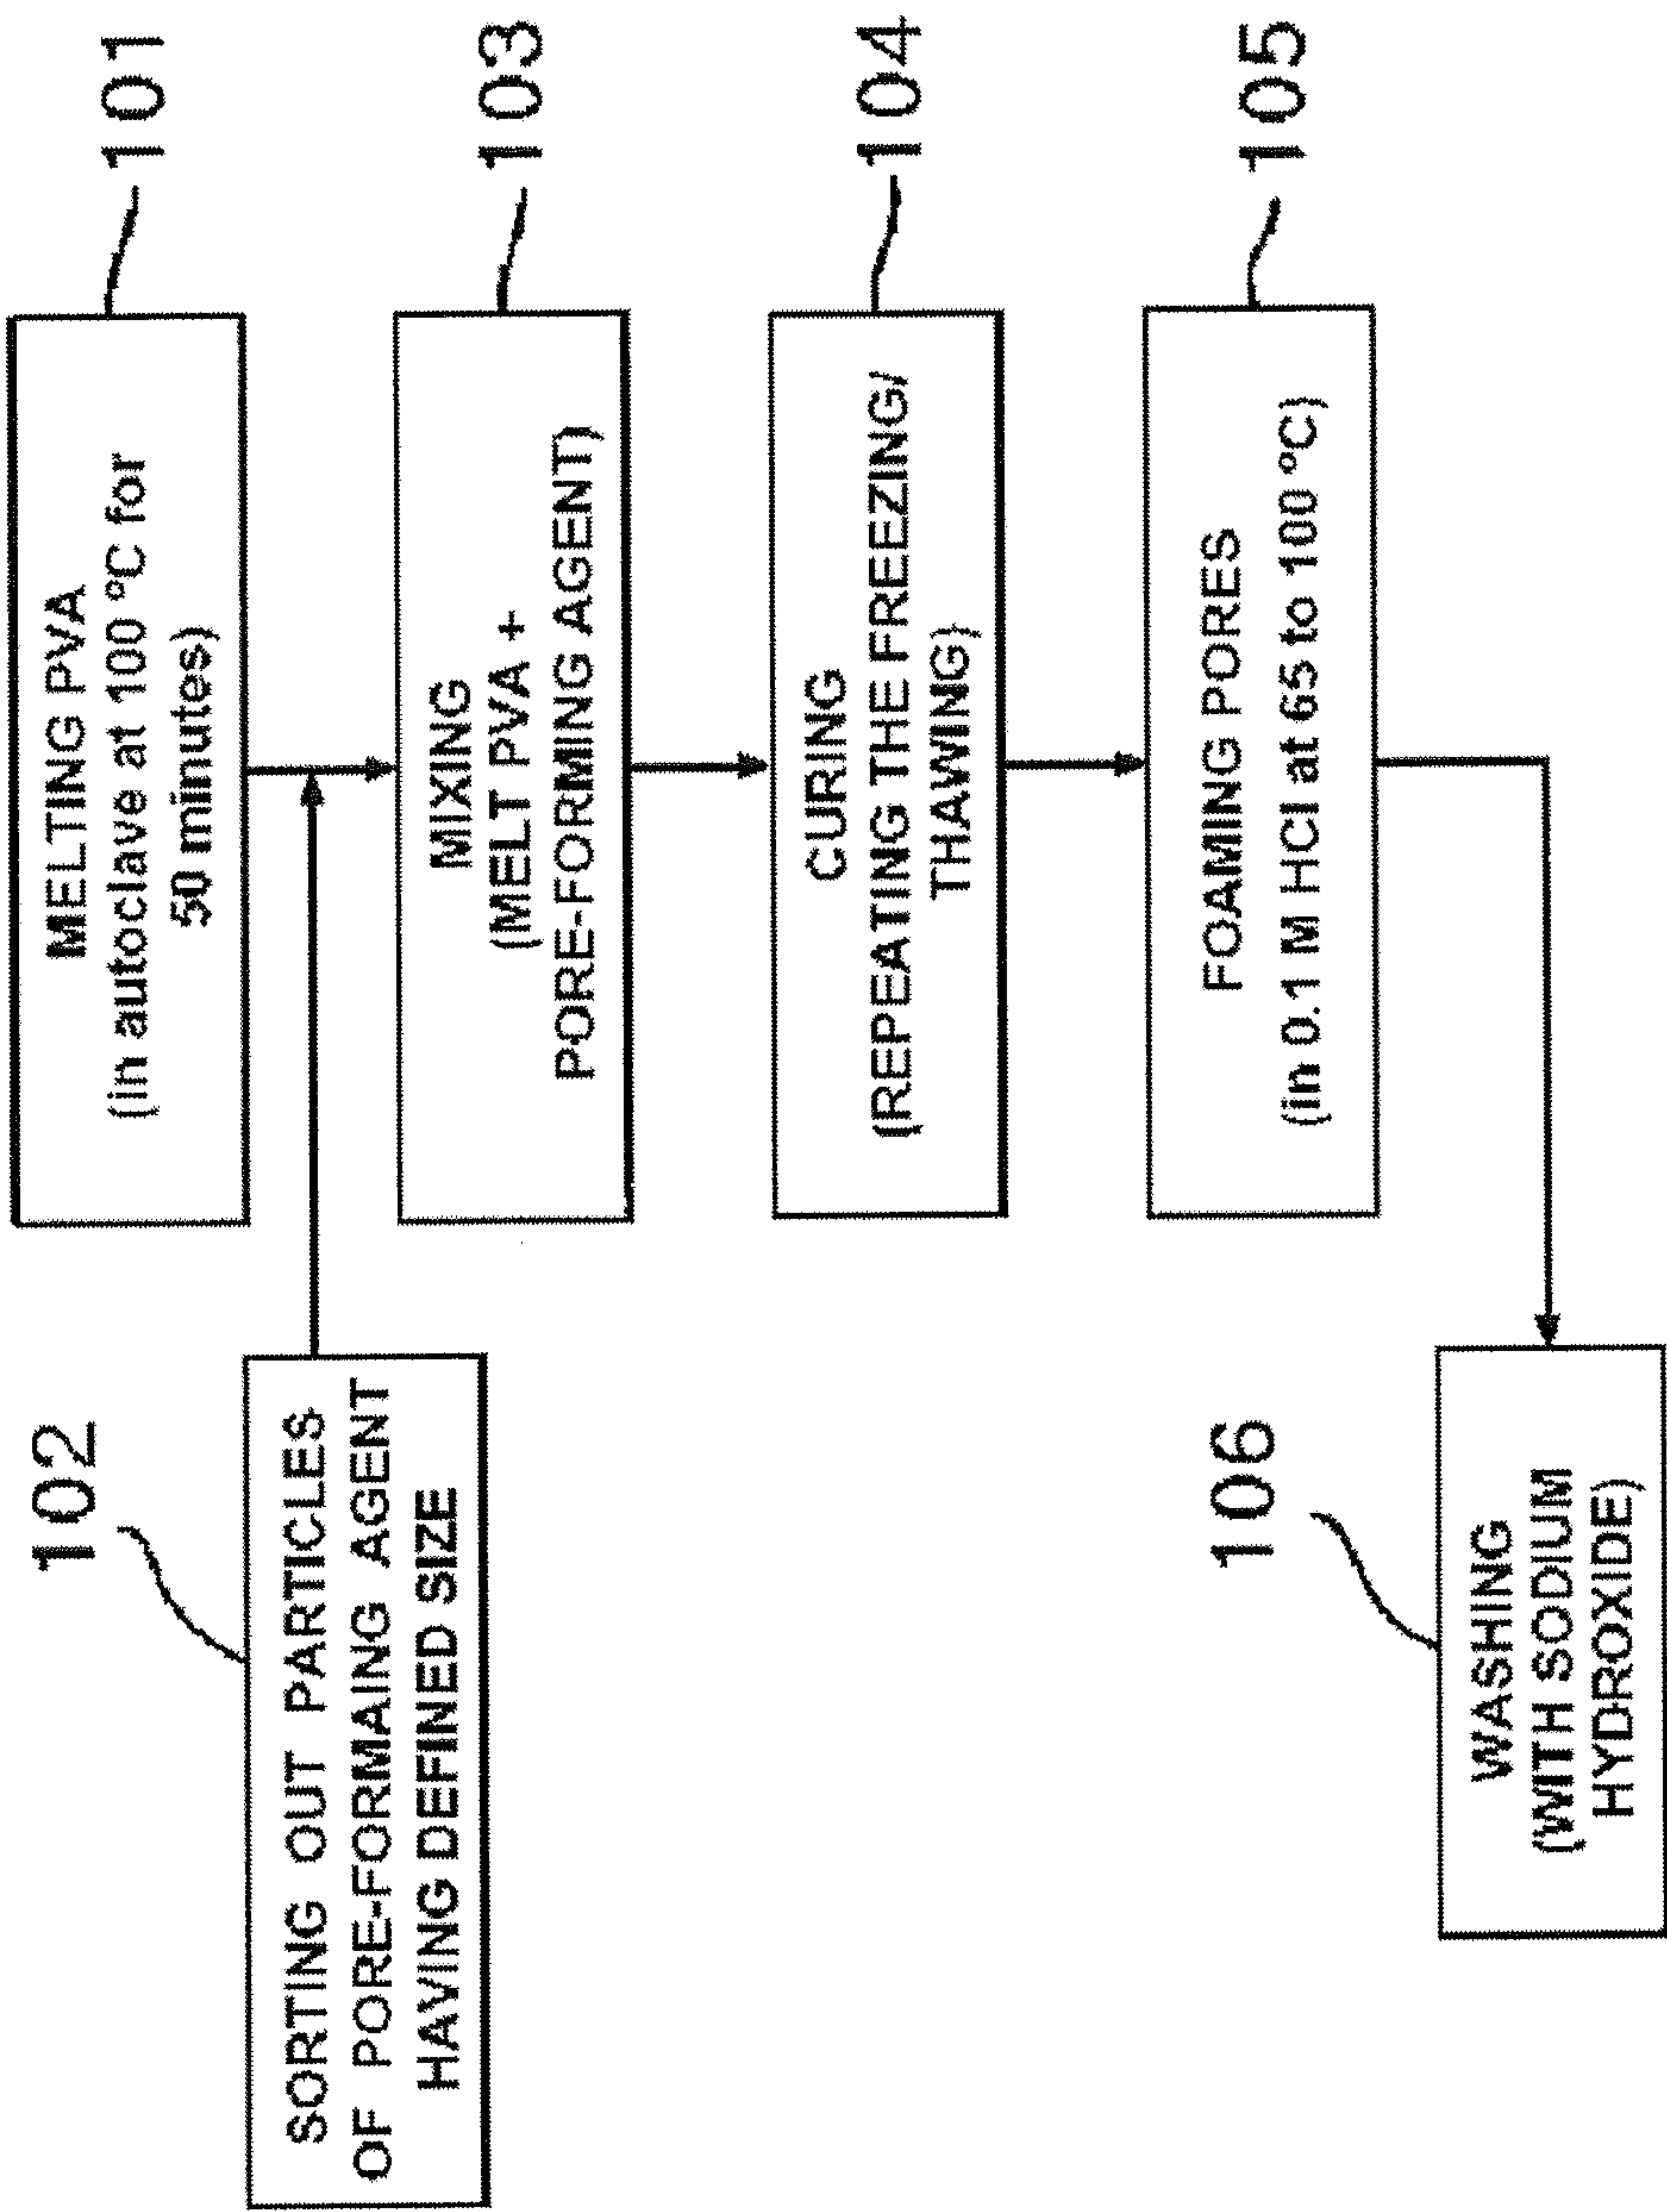 101
MELTING PVA
(in autoclave at 100 °C for
50 minutes)
102
SORTING OUT PARTICLES
OF PORE-FORMAING AGENT
HAVING DEFINED SIZE
103
MIXING
(MELT PVA +
PORE-FORMING AGENT)
104
CURING
(REPEATING THE FREEZING/
THAWING)
105
FOAMING PORES
(in 0.1 M HCl at 65 to 100 °C)
106
WASHING
(WITH SODIUM
HYDROXIDE)